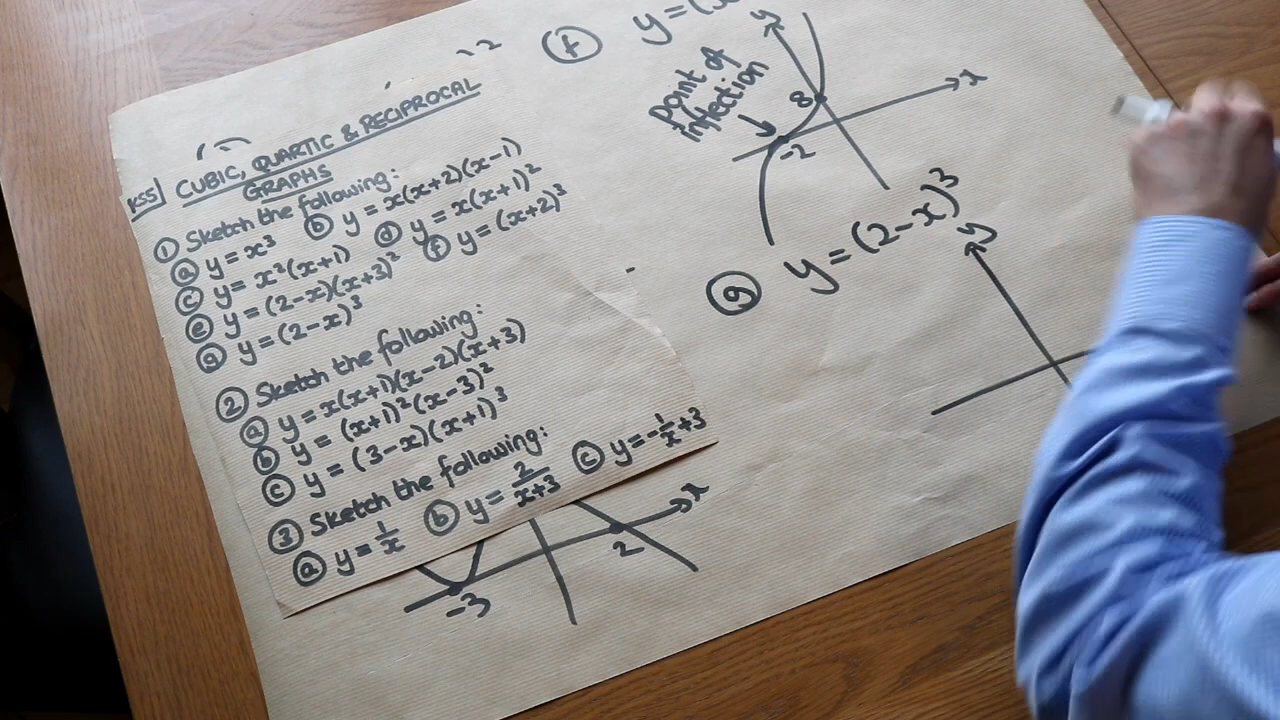 KS5 CUBIC, QUARTIC & RECIPROCAL
GRAPHS
① Sketch the following:
ⓐ y = x³ ⓑ y = x(x+2)(x-1)
ⓒ y = x²(x+1) ⓓ y = x(x+1)²
ⓔ y = (2-x)(x+3)² ⓕ y = (x+2)³
ⓖ y = (2-x)³
② Sketch the following:
ⓐ y = x(x+1)(x-2)(x+3)
ⓑ y = (x+1)²(x-3)²
ⓒ y = (3-x)(x+1)³
③ Sketch the following:
ⓐ y = 1/x ⓑ y = 2/(x+3) ⓒ y = -1/x + 3
-3
2
x
ⓕ y = (x
y
x
8
-2
point of
inflection
ⓖ y = (2-x)³
y